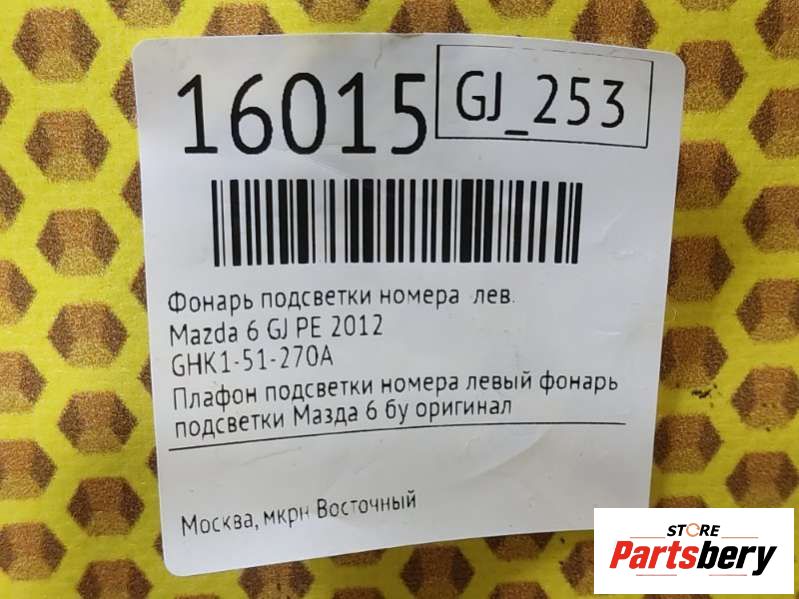 16015
GJ_253
Фонарь подсветки номера лев.
Mazda 6 GJ PE 2012
GHK1-51-270A
Плафон подсветки номера левый фонарь
подсветки Мазда 6 бу оригинал
Москва, мкрн Восточный
STORE
Partsbery